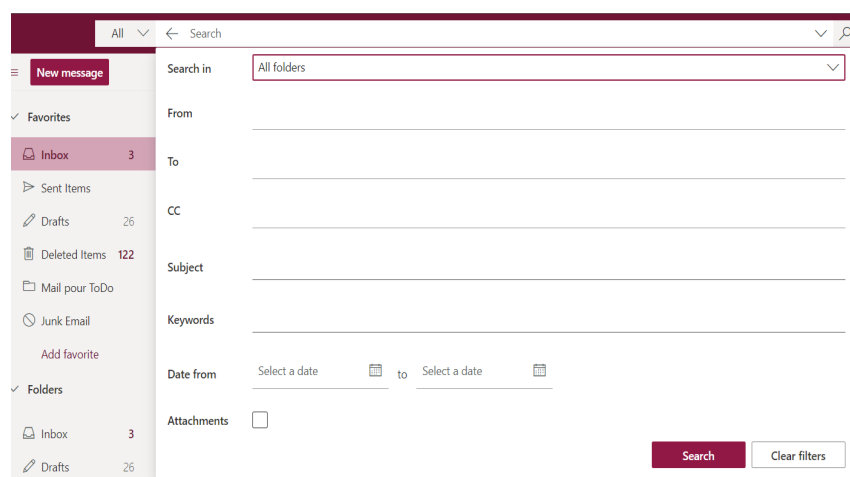 All
Search
New message
Search in
All folders
Favorites
From
Inbox 3
To
Sent Items
CC
Drafts 26
Deleted Items 122
Subject
Mail pour ToDo
Junk Email
Keywords
Add favorite
Date from
Select a date
to
Select a date
Folders
Attachments
Inbox 3
Search
Clear filters
Drafts 26